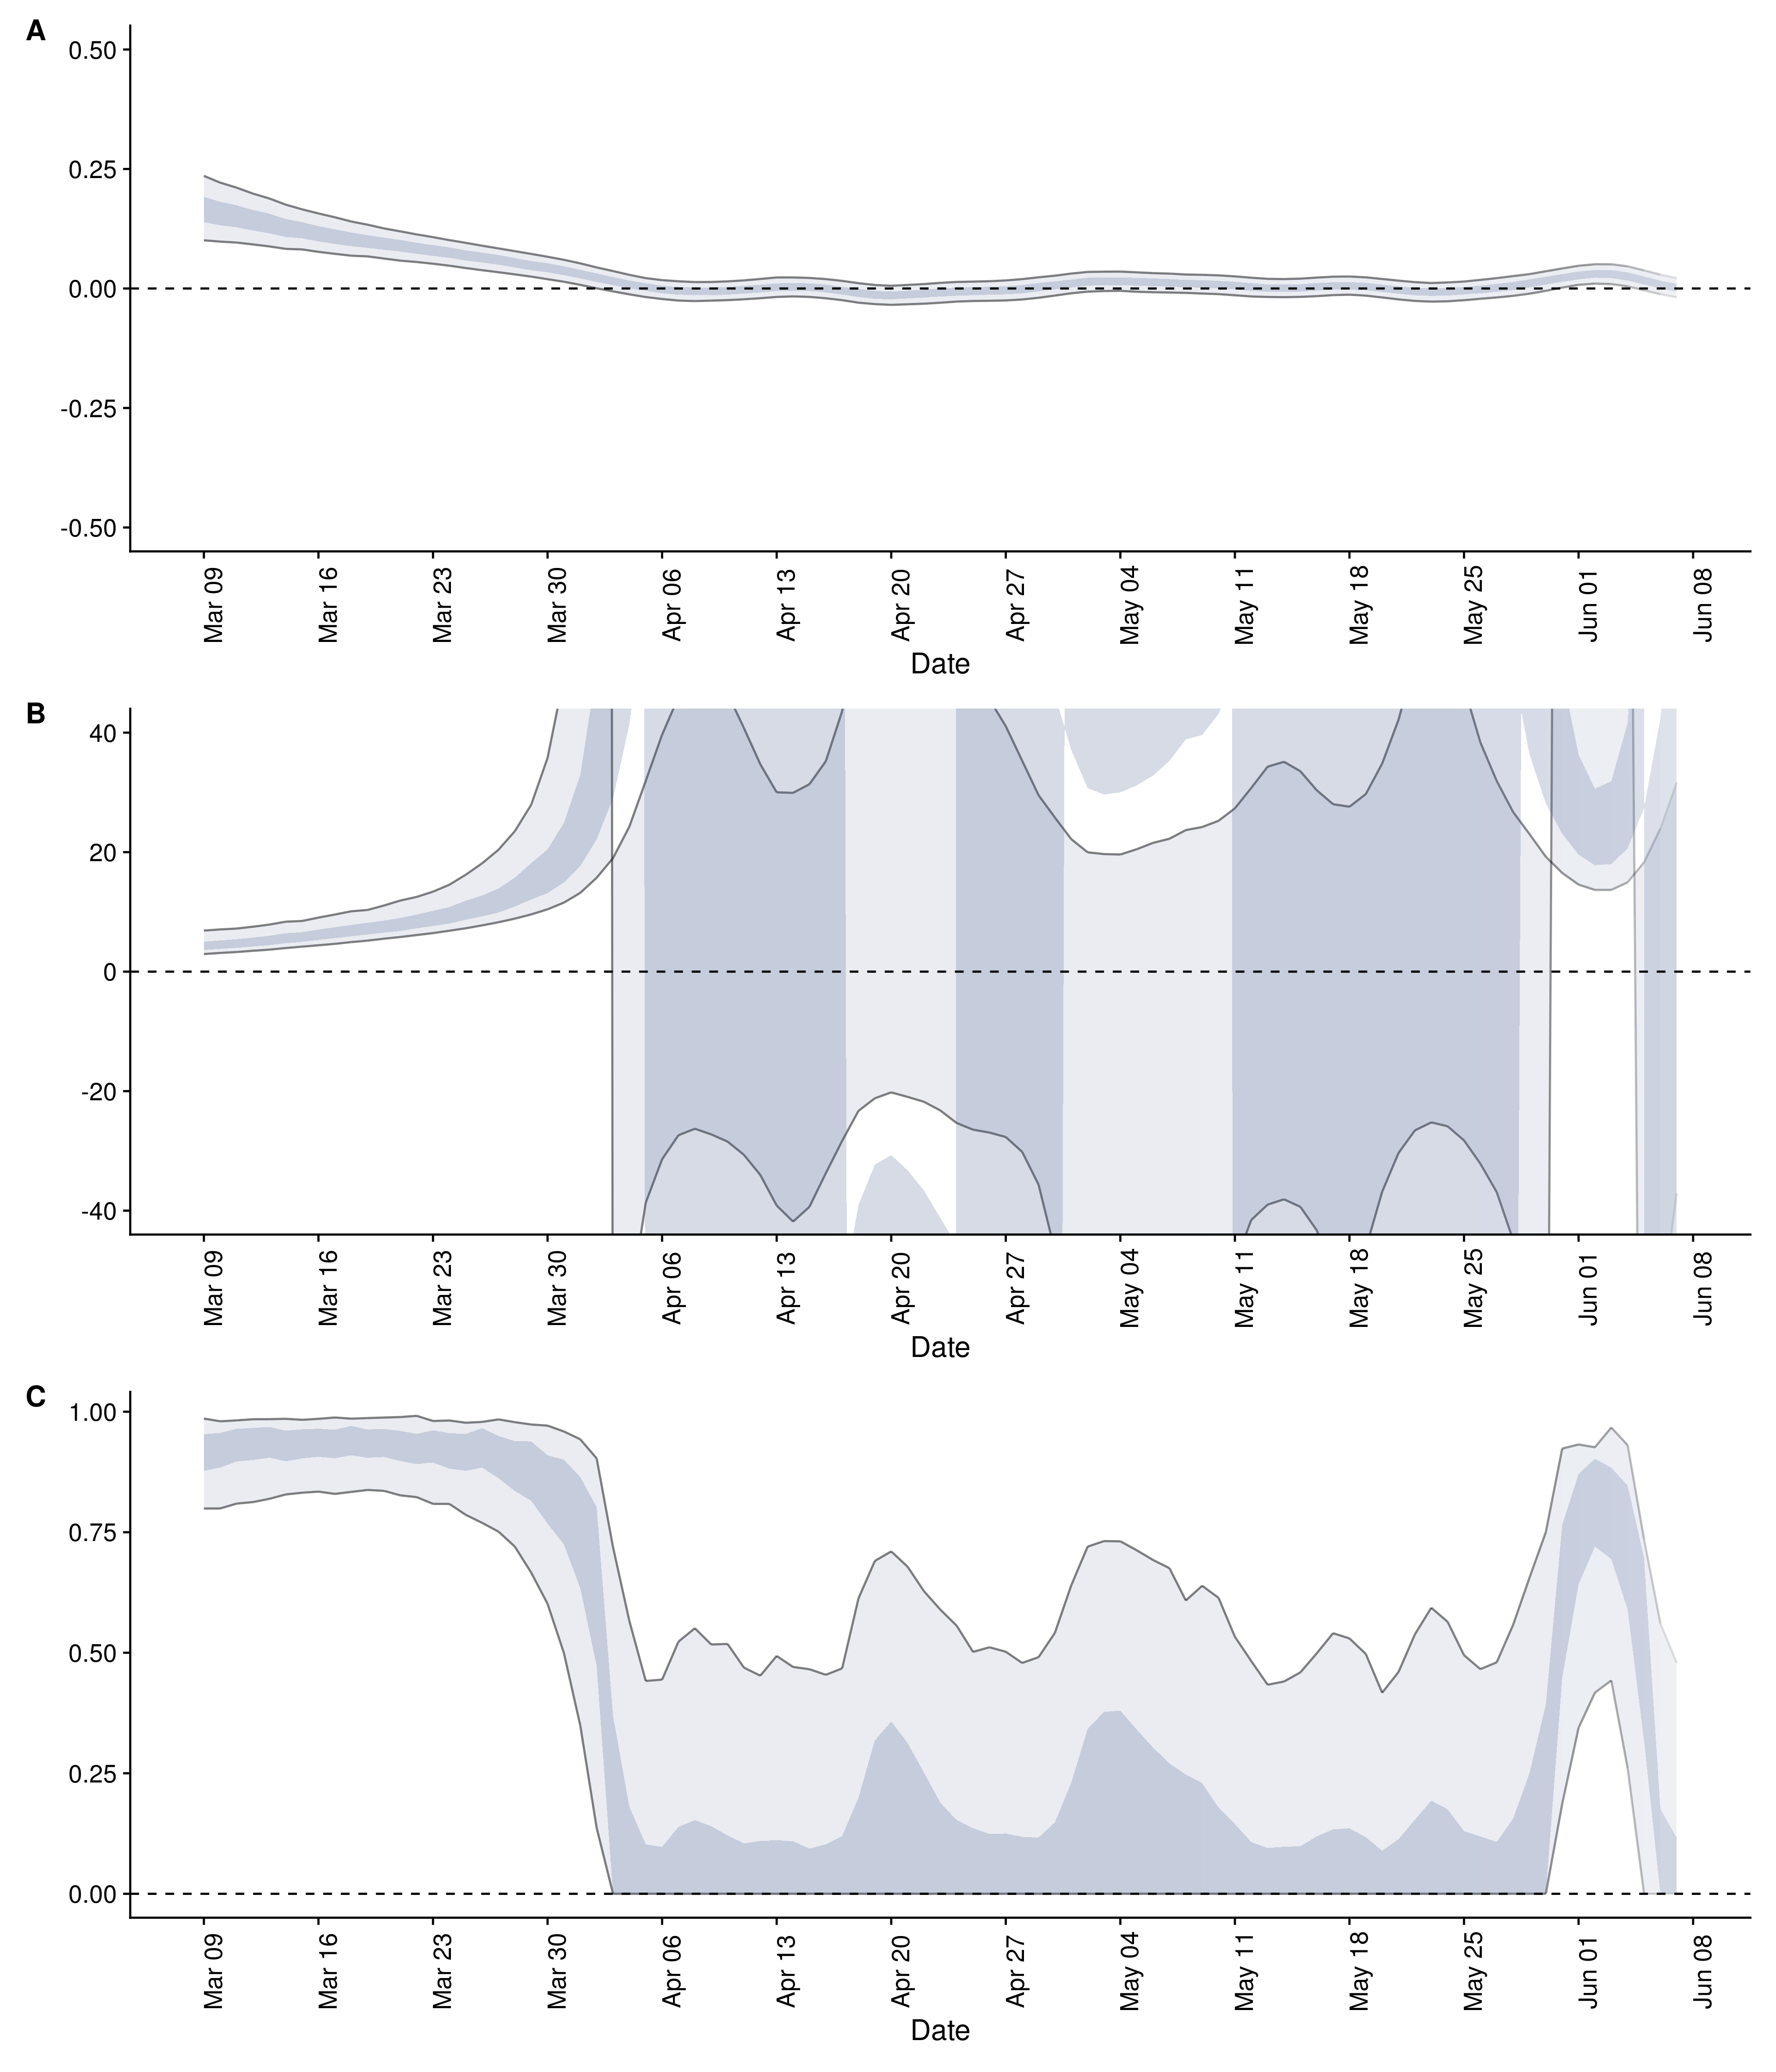 A
0.50
0.25
0.00
-0.25
-0.50
Mar 09
Mar 16
Mar 23
Mar 30
Apr 06
Apr 13
Apr 20
Apr 27
May 04
May 11
May 18
May 25
Jun 01
Jun 08
Date
B
40
20
0
-20
-40
Mar 09
Mar 16
Mar 23
Mar 30
Apr 06
Apr 13
Apr 20
Apr 27
May 04
May 11
May 18
May 25
Jun 01
Jun 08
Date
C
1.00
0.75
0.50
0.25
0.00
Mar 09
Mar 16
Mar 23
Mar 30
Apr 06
Apr 13
Apr 20
Apr 27
May 04
May 11
May 18
May 25
Jun 01
Jun 08
Date